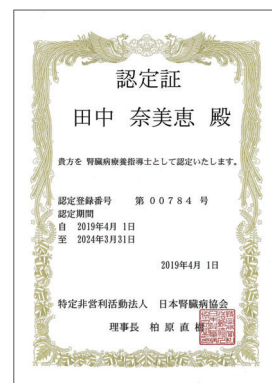 認定証
田中 奈美恵 殿
貴方を 腎臓病療養指導士として認定いたします。
認定登録番号 第 00784 号
認定期間
自 2019年4月 1日
至 2024年3月31日
2019年4月 1日
特定非営利活動法人 日本腎臓病協会
理事長 柏原直樹